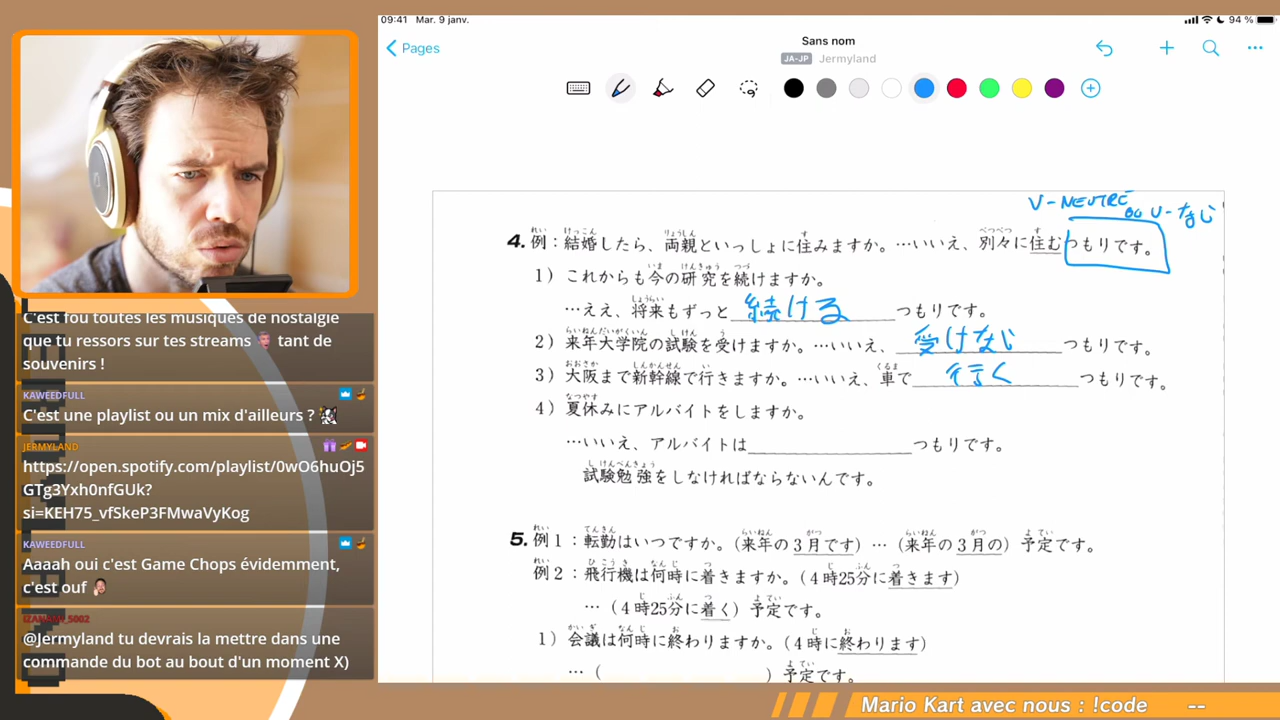 09:41 Mar. 9 janv.
94 %
Pages
Sans nom
JA-JP Jermyland
V-NEUTRE
ou V-ない
4. 例：結婚したら、両親といっしょに住みますか。…いいえ、別々に住むつもりです。
1）これからも今の研究を続けますか。
…ええ、将来もずっと 続ける つもりです。
2）来年大学院の試験を受けますか。…いいえ、 受けない つもりです。
3）大阪まで新幹線で行きますか。…いいえ、車で 行く つもりです。
4）夏休みにアルバイトをしますか。
…いいえ、アルバイトは つもりです。
試験勉強をしなければならないんです。
5. 例1：転勤はいつですか。（来年の3月です） … （来年の3月の）予定です。
例2：飛行機は何時に着きますか。（4時25分に着きます）
…（4時25分に着く）予定です。
1）会議は何時に終わりますか。（4時に終わります）
…（ ）予定です。
C'est fou toutes les musiques de nostalgie
que tu ressors sur tes streams tant de
souvenirs !
KAWEEDFULL
C'est une playlist ou un mix d'ailleurs ?
JERMYLAND
https://open.spotify.com/playlist/0wO6huOj5
GTg3Yxh0nfGUk?
si=KEH75_vfSkeP3FMwaVyKog
KAWEEDFULL
Aaaah oui c'est Game Chops évidemment,
c'est ouf
@Jermyland tu devrais la mettre dans une
commande du bot au bout d'un moment X)
Mario Kart avec nous : !code --